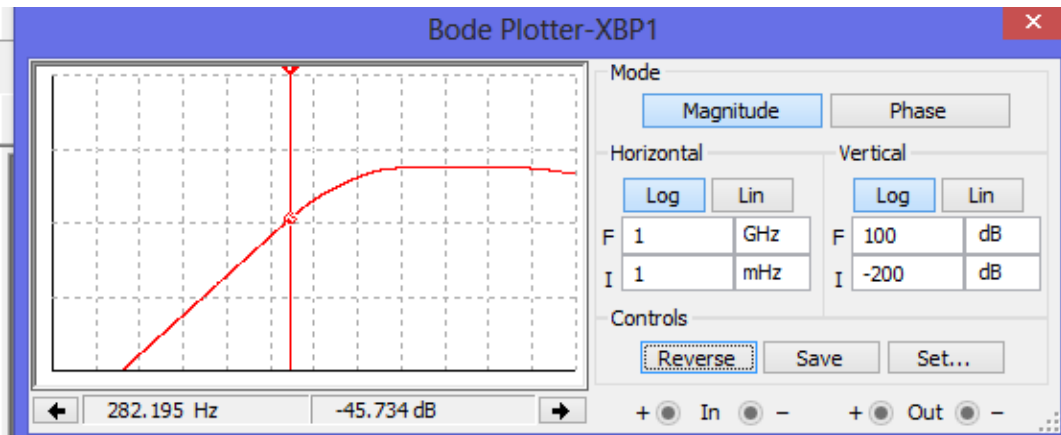 Bode Plotter-XBP1
Mode
Magnitude Phase
Horizontal Vertical
Log Lin Log Lin
F 1 GHz F 100 dB
I 1 mHz I -200 dB
Controls
Reverse Save Set...
282.195 Hz -45.734 dB + In - + Out -